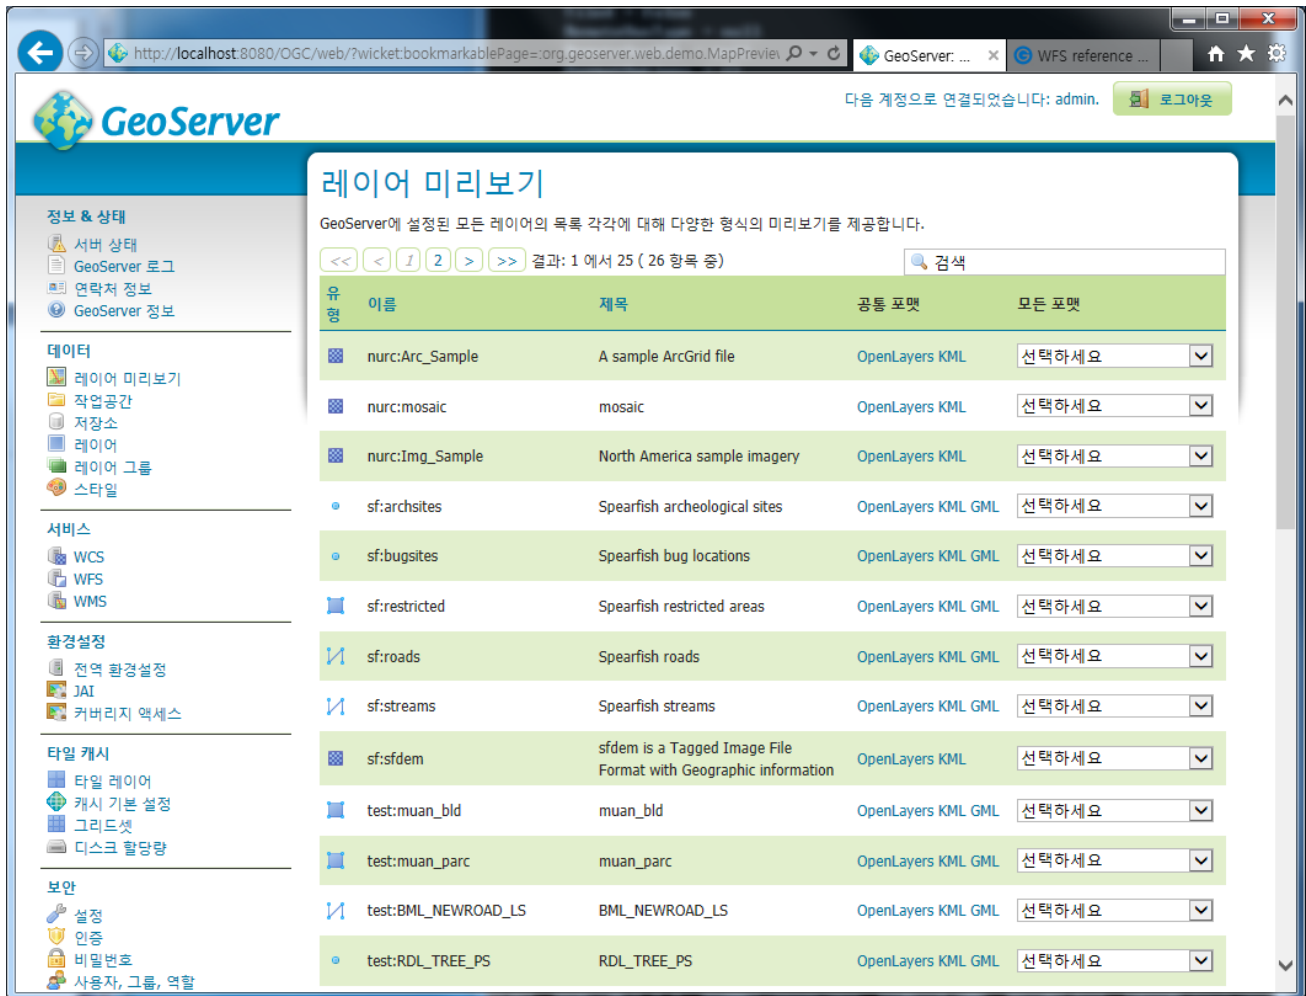 http://localhost:8080/OGC/web/?wicket:bookmarkablePage=:org.geoserver.web.demo.MapPreview
GeoServer: ...
WFS reference ...
GeoServer
다음 계정으로 연결되었습니다: admin.
로그아웃
정보 & 상태
서버 상태
GeoServer 로그
연락처 정보
GeoServer 정보
데이터
레이어 미리보기
작업공간
저장소
레이어
레이어 그룹
스타일
서비스
WCS
WFS
WMS
환경설정
전역 환경설정
JAI
커버리지 액세스
타일 캐시
타일 레이어
캐시 기본 설정
그리드셋
디스크 할당량
보안
설정
인증
비밀번호
사용자, 그룹, 역할
레이어 미리보기
GeoServer에 설정된 모든 레이어의 목록 각각에 대해 다양한 형식의 미리보기를 제공합니다.
<< < 1 2 > >> 결과: 1 에서 25 ( 26 항목 중)
검색
유형 이름 제목 공통 포맷 모든 포맷
nurc:Arc_Sample A sample ArcGrid file OpenLayers KML 선택하세요
nurc:mosaic mosaic OpenLayers KML 선택하세요
nurc:Img_Sample North America sample imagery OpenLayers KML 선택하세요
sf:archsites Spearfish archeological sites OpenLayers KML GML 선택하세요
sf:bugsites Spearfish bug locations OpenLayers KML GML 선택하세요
sf:restricted Spearfish restricted areas OpenLayers KML GML 선택하세요
sf:roads Spearfish roads OpenLayers KML GML 선택하세요
sf:streams Spearfish streams OpenLayers KML GML 선택하세요
sf:sfdem sfdem is a Tagged Image File Format with Geographic information OpenLayers KML 선택하세요
test:muan_bld muan_bld OpenLayers KML GML 선택하세요
test:muan_parc muan_parc OpenLayers KML GML 선택하세요
test:BML_NEWROAD_LS BML_NEWROAD_LS OpenLayers KML GML 선택하세요
test:RDL_TREE_PS RDL_TREE_PS OpenLayers KML GML 선택하세요